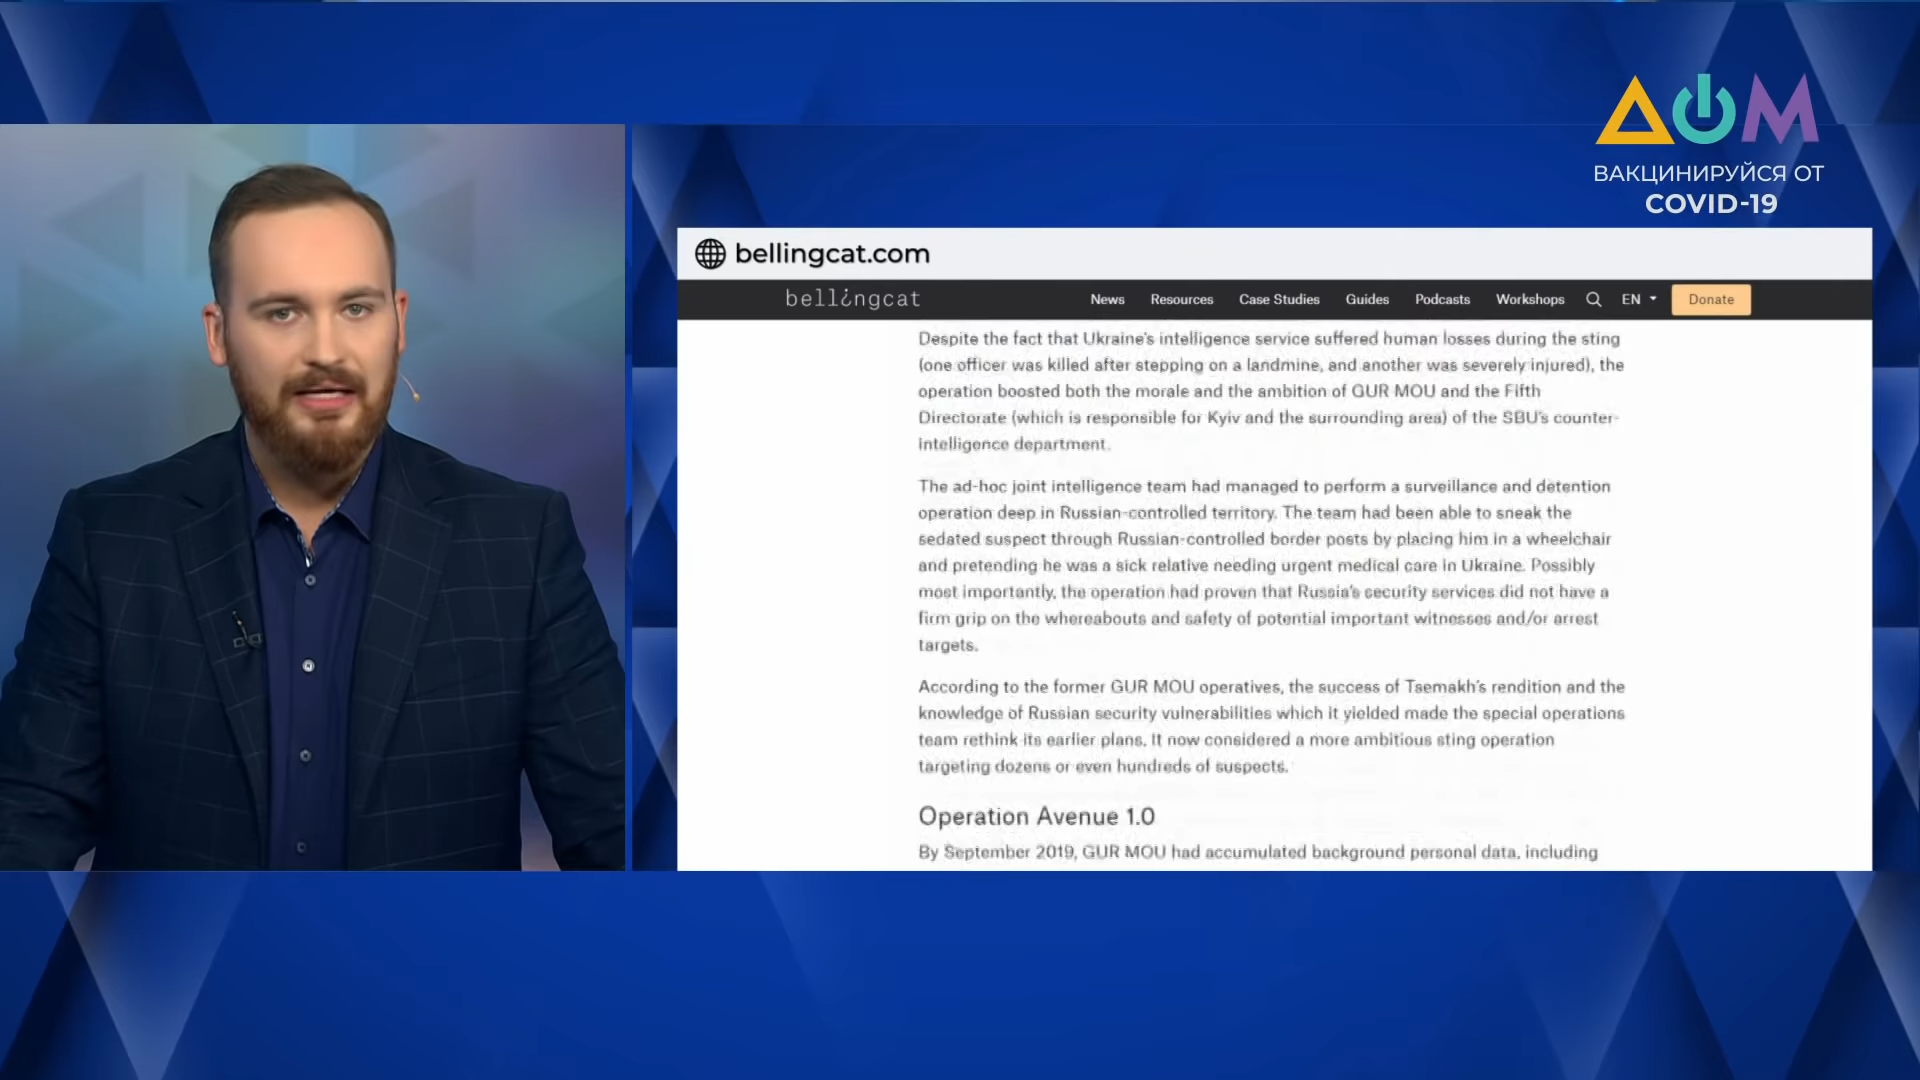 ДОМ
ВАКЦИНИРУЙСЯ ОТ
COVID-19
bellingcat.com
bellingcat
News Resources Case Studies Guides Podcasts Workshops EN Donate
Despite the fact that Ukraine's intelligence service suffered human losses during the sting
(one officer was killed after stepping on a landmine, and another was severely injured), the
operation boosted both the morale and the ambition of GUR MOU and the Fifth
Directorate (which is responsible for Kyiv and the surrounding area) of the SBU's counter-
intelligence department.
The ad-hoc joint intelligence team had managed to perform a surveillance and detention
operation deep in Russian-controlled territory. The team had been able to sneak the
sedated suspect through Russian-controlled border posts by placing him in a wheelchair
and pretending he was a sick relative needing urgent medical care in Ukraine. Possibly
most importantly, the operation had proven that Russia's security services did not have a
firm grip on the whereabouts and safety of potential important witnesses and/or arrest
targets.
According to the former GUR MOU operatives, the success of Tsemakh's rendition and the
knowledge of Russian security vulnerabilities which it yielded made the special operations
team rethink its earlier plans. It now considered a more ambitious sting operation
targeting dozens or even hundreds of suspects.
Operation Avenue 1.0
By September 2019, GUR MOU had accumulated background personal data, including